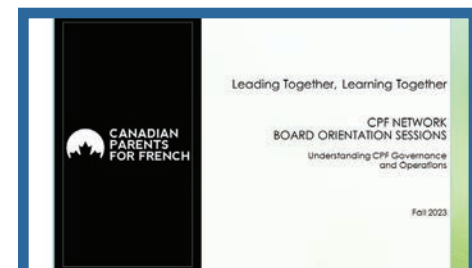 CANADIAN
PARENTS
FOR FRENCH
Leading Together, Learning Together
CPF NETWORK
BOARD ORIENTATION SESSIONS
Understanding CPF Governance
and Operations
Fall 2023